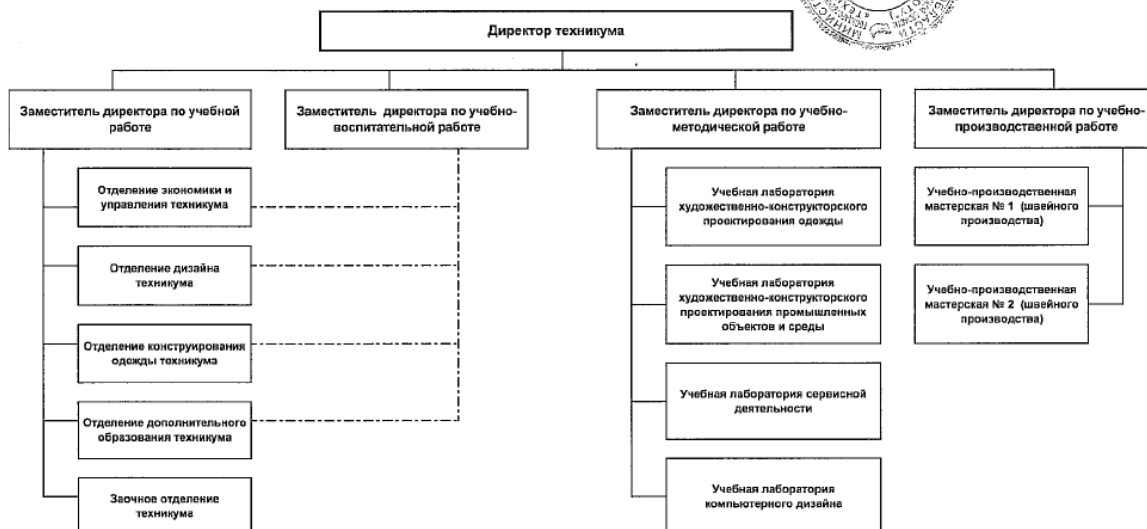 Директор техникума
Заместитель директора по учебной
работе
Заместитель директора по учебно-
воспитательной работе
Заместитель директора по учебно-
методической работе
Заместитель директора по учебно-
производственной работе
Отделение экономики и
управления техникума
Отделение дизайна
техникума
Отделение конструирования
одежды техникума
Отделение дополнительного
образования техникума
Заочное отделение
техникума
Учебная лаборатория
художественно-конструкторского
проектирования одежды
Учебная лаборатория
художественно-конструкторского
проектирования промышленных
объектов и среды
Учебная лаборатория сервисной
деятельности
Учебная лаборатория
компьютерного дизайна
Учебно-производственная
мастерская № 1 (швейного
производства)
Учебно-производственная
мастерская № 2 (швейного
производства)